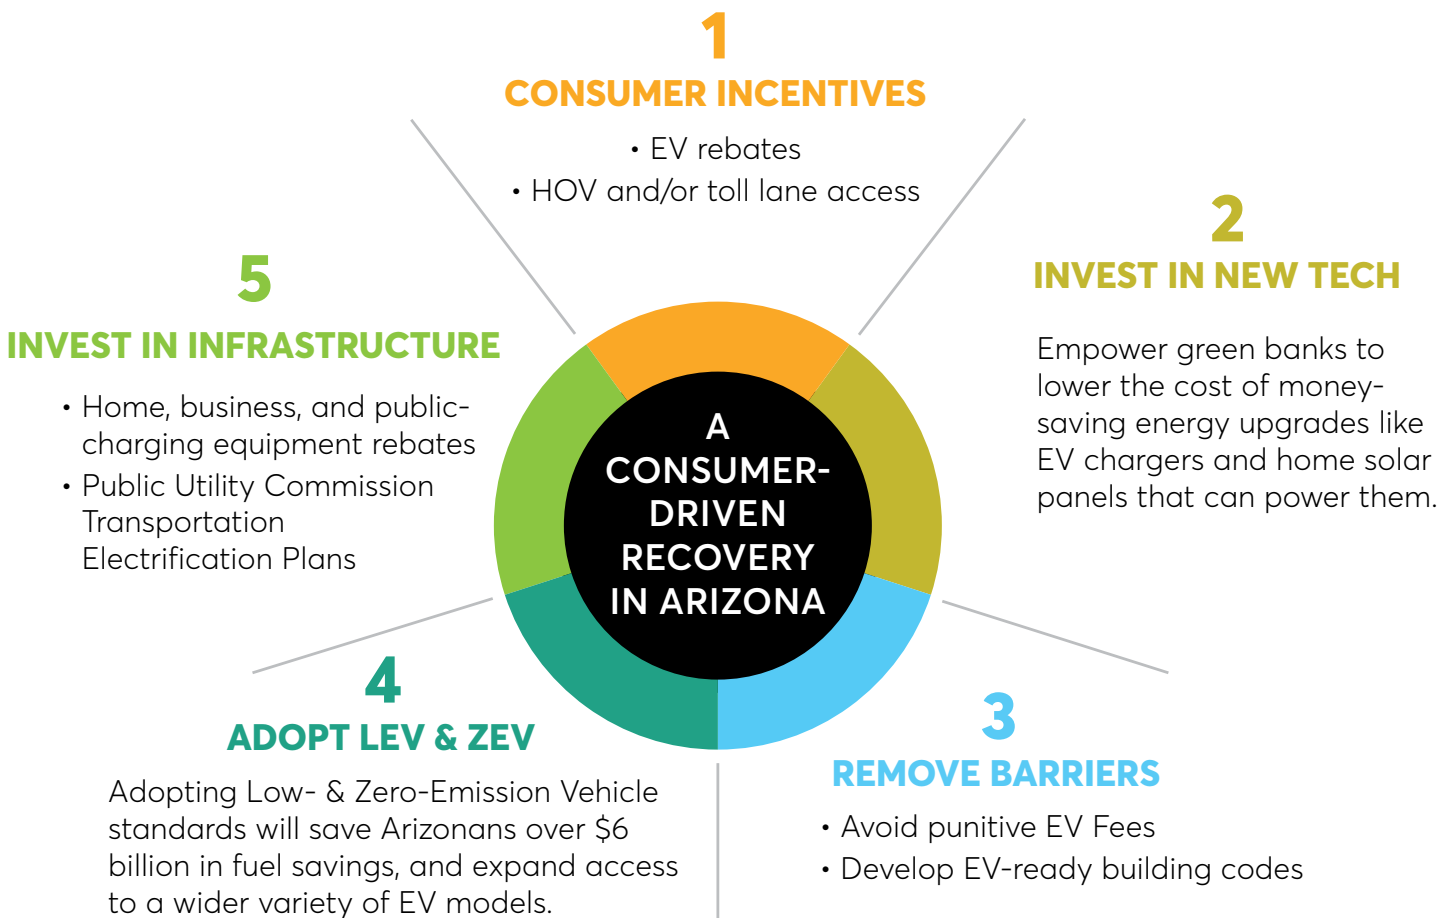 1
CONSUMER INCENTIVES
• EV rebates
• HOV and/or toll lane access
2
INVEST IN NEW TECH
Empower green banks to
lower the cost of money-
saving energy upgrades like
EV chargers and home solar
panels that can power them.
3
REMOVE BARRIERS
• Avoid punitive EV Fees
• Develop EV-ready building codes
4
ADOPT LEV & ZEV
Adopting Low- & Zero-Emission Vehicle
standards will save Arizonans over $6
billion in fuel savings, and expand access
to a wider variety of EV models.
5
INVEST IN INFRASTRUCTURE
• Home, business, and public-
charging equipment rebates
• Public Utility Commission
Transportation
Electrification Plans
A
CONSUMER-
DRIVEN
RECOVERY
IN ARIZONA